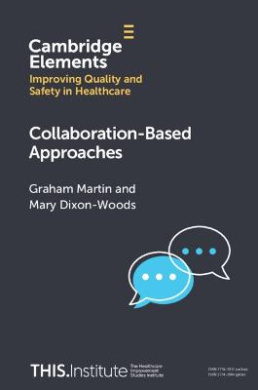 Cambridge
Elements
Improving Quality and
Safety in Healthcare
Collaboration-Based
Approaches
Graham Martin and
Mary Dixon-Woods
THIS.Institute
The Healthcare
Improvement
Studies Institute